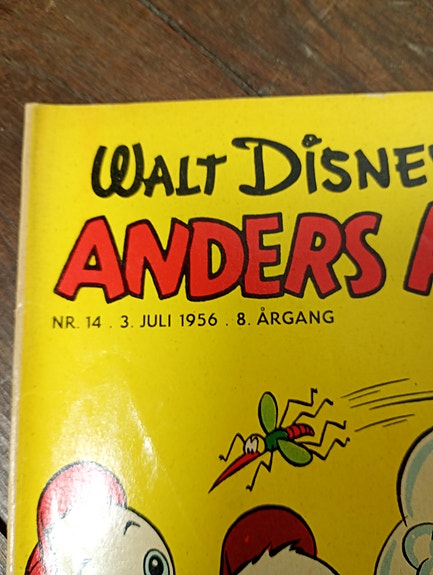 WALT DISNE
ANDERS
NR. 14 . 3. JULI 1956 . 8. ÅRGANG